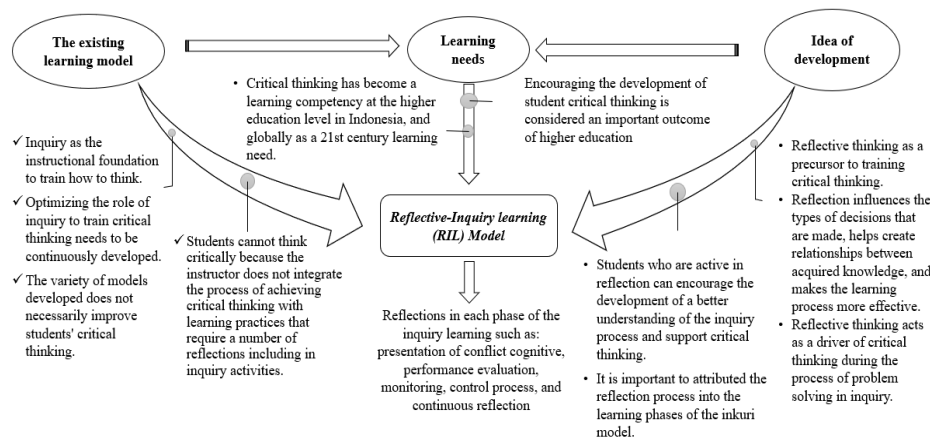 The existing
learning model
Learning
needs
Idea of
development
• Critical thinking has become a
learning competency at the higher
education level in Indonesia, and
globally as a 21st century learning
need.
Encouraging the development of
student critical thinking is
considered an important outcome
of higher education
✓ Inquiry as the
instructional foundation
to train how to think.
✓ Optimizing the role of
inquiry to train critical
thinking needs to be
continuously developed.
✓ The variety of models
developed does not
necessarily improve
students' critical
thinking.
✓ Students cannot think
critically because the
instructor does not integrate
the process of achieving
critical thinking with
learning practices that
require a number of
reflections including in
inquiry activities.
Reflective-Inquiry learning
(RIL) Model
Reflections in each phase of the
inquiry learning such as:
presentation of conflict cognitive,
performance evaluation,
monitoring, control process, and
continuous reflection
• Students who are active in
reflection can encourage the
development of a better
understanding of the inquiry
process and support critical
thinking.
• It is important to attributed the
reflection process into the
learning phases of the inkuri
model.
• Reflective thinking as a
precursor to training
critical thinking.
• Reflection influences the
types of decisions that
are made, helps create
relationships between
acquired knowledge, and
makes the learning
process more effective.
• Reflective thinking acts
as a driver of critical
thinking during the
process of problem
solving in inquiry.